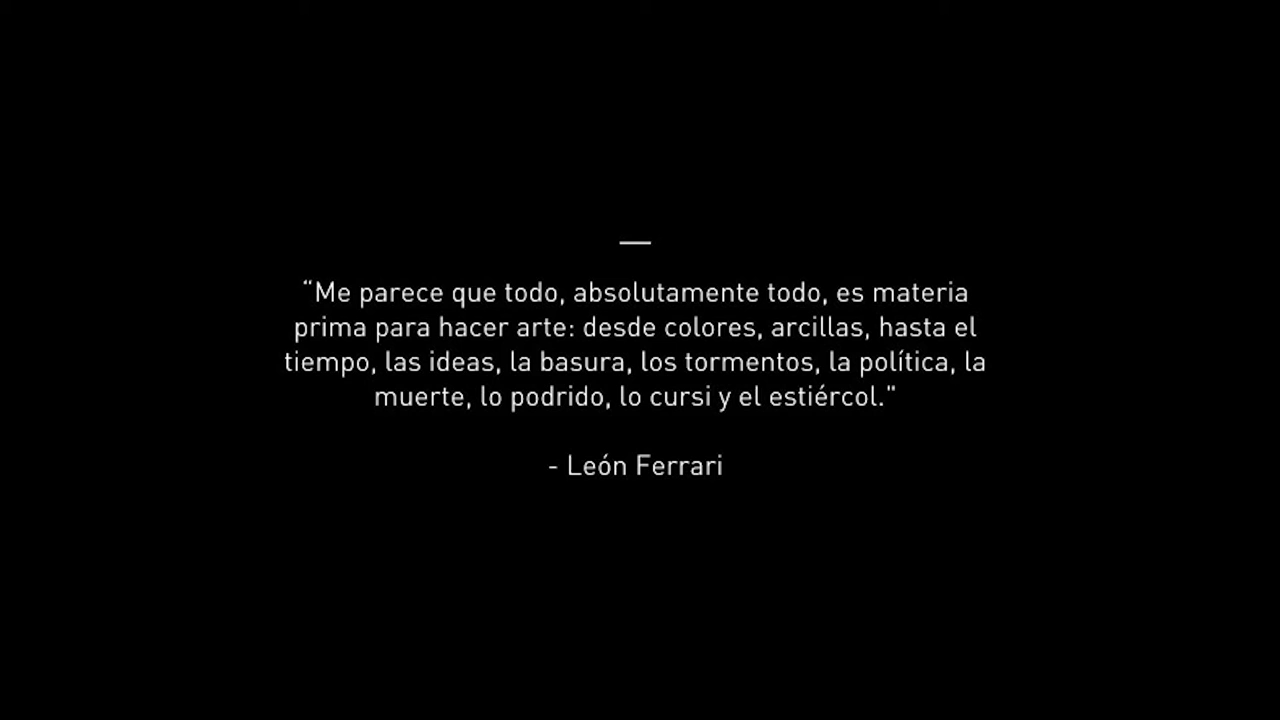 “Me parece que todo, absolutamente todo, es materia
prima para hacer arte: desde colores, arcillas, hasta el
tiempo, las ideas, la basura, los tormentos, la política, la
muerte, lo podrido, lo cursi y el estiércol."
- León Ferrari